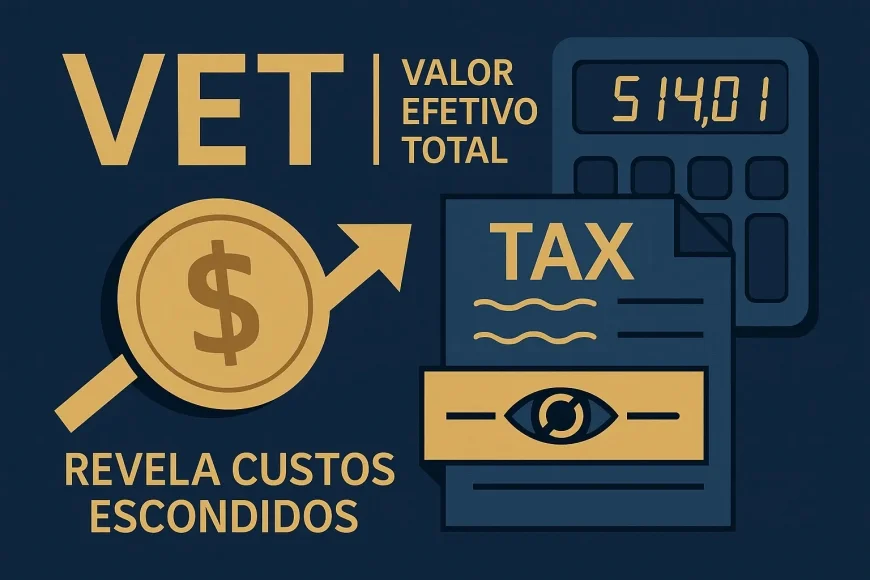 VET
VALOR
EFETIVO
TOTAL
514,01
TAX
$
REVELA CUSTOS
ESCONDIDOS